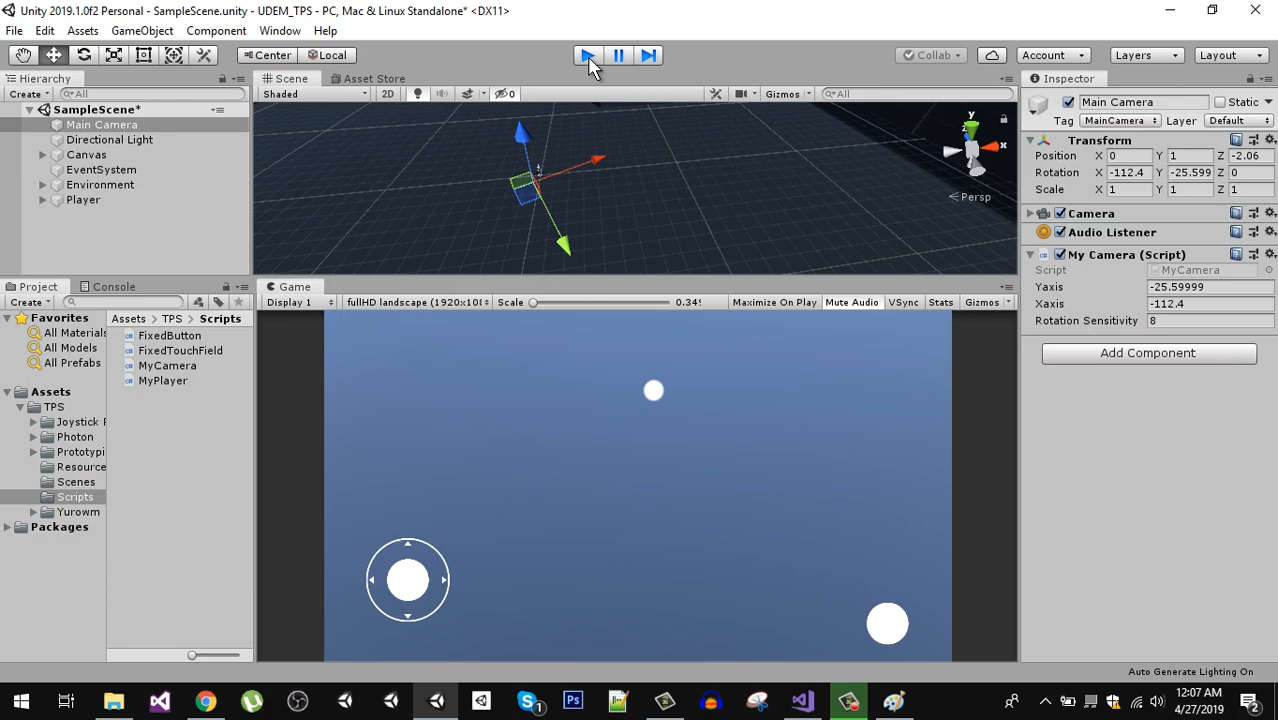 Unity 2019.1.0f2 Personal - SampleScene.unity - UDEM_TPS - PC, Mac & Linux Standalone* <DX11>
File Edit Assets GameObject Component Window Help
Center Local Collab Account Layers Layout
Hierarchy Scene Asset Store Inspector
Create All Shaded 2D 0 Gizmos All
SampleScene*
Main Camera
Directional Light
Canvas
EventSystem
Environment
Player
y
z
x
Persp
Main Camera Static
Tag MainCamera Layer Default
Transform
Position X 0 Y 1 Z -2.06
Rotation X -112.4 Y -25.599 Z 0
Scale X 1 Y 1 Z 1
Camera
Audio Listener
My Camera (Script)
Script MyCamera
Yaxis -25.59999
Xaxis -112.4
Rotation Sensitivity 8
Add Component
Project Console Game
Create Display 1 fullHD landscape (1920x10 Scale 0.34 Maximize On Play Mute Audio VSync Stats Gizmos
Favorites
All Materials
All Models
All Prefabs
Assets
TPS
Joystick P
Photon
Prototypi
Resource
Scenes
Scripts
Yurowm
Packages
Assets TPS Scripts
FixedButton
FixedTouchField
MyCamera
MyPlayer
Auto Generate Lighting On
12:07 AM
4/27/2019
1
2